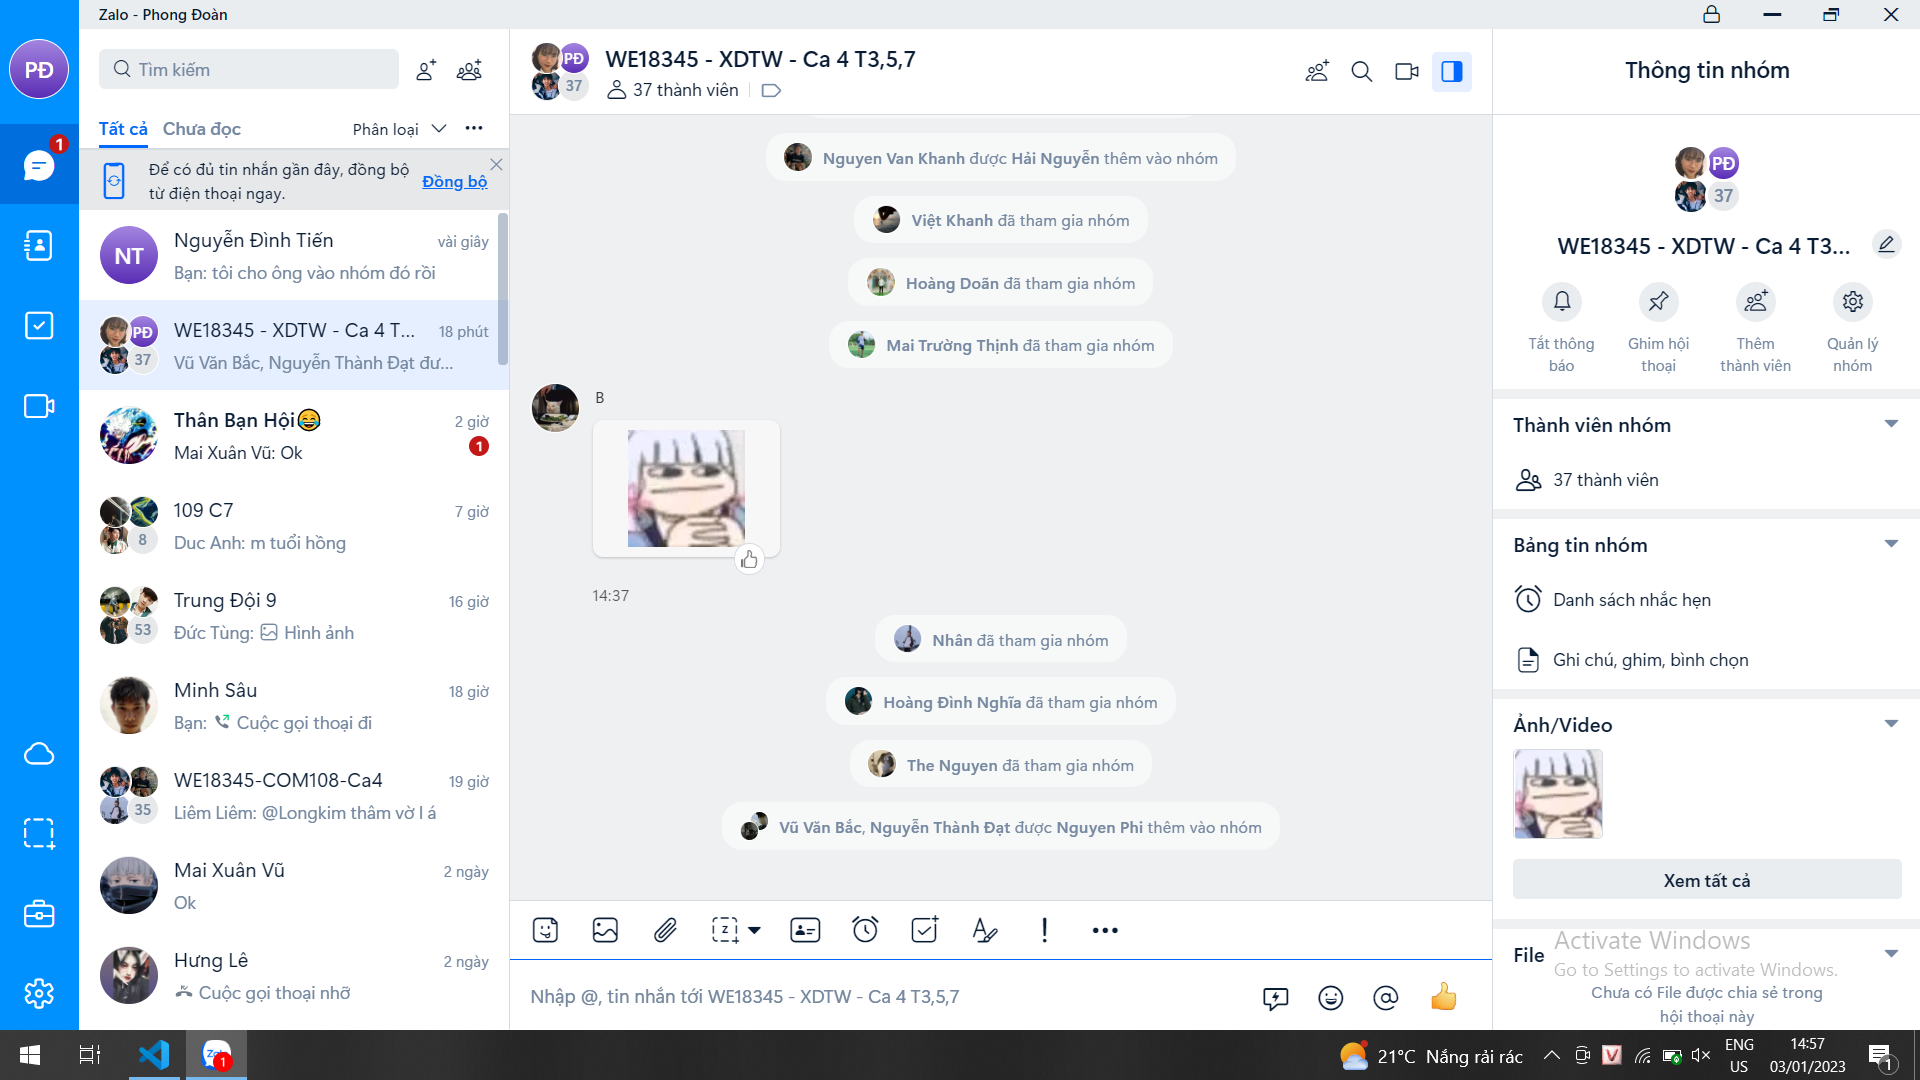 Zalo - Phong Đoàn
PĐ
1
Tìm kiếm
Tất cả
Chưa đọc
Phân loại
Để có đủ tin nhắn gần đây, đồng bộ
từ điện thoại ngay.
Đồng bộ
NT
Nguyễn Đình Tiến
vài giây
Bạn: tôi cho ông vào nhóm đó rồi
PĐ
37
WE18345 - XDTW - Ca 4 T...
18 phút
Vũ Văn Bắc, Nguyễn Thành Đạt đư...
Thân Bạn Hội😂
2 giờ
Mai Xuân Vũ: Ok
1
109 C7
7 giờ
8
Duc Anh: m tuổi hồng
Trung Đội 9
16 giờ
53
Đức Tùng: Hình ảnh
Minh Sâu
18 giờ
Bạn: Cuộc gọi thoại đi
WE18345-COM108-Ca4
19 giờ
35
Liêm Liêm: @Longkim thâm vờ l á
Mai Xuân Vũ
2 ngày
Ok
Hưng Lê
2 ngày
Cuộc gọi thoại nhỡ
PĐ
37
WE18345 - XDTW - Ca 4 T3,5,7
37 thành viên
Nguyen Van Khanh được Hải Nguyễn thêm vào nhóm
Việt Khanh đã tham gia nhóm
Hoàng Doãn đã tham gia nhóm
Mai Trường Thịnh đã tham gia nhóm
B
14:37
Nhân đã tham gia nhóm
Hoàng Đình Nghĩa đã tham gia nhóm
The Nguyen đã tham gia nhóm
Vũ Văn Bắc, Nguyễn Thành Đạt được Nguyen Phi thêm vào nhóm
Nhập @, tin nhắn tới WE18345 - XDTW - Ca 4 T3,5,7
Thông tin nhóm
PĐ
37
WE18345 - XDTW - Ca 4 T3...
Tắt thông
báo
Ghim hội
thoại
Thêm
thành viên
Quản lý
nhóm
Thành viên nhóm
37 thành viên
Bảng tin nhóm
Danh sách nhắc hẹn
Ghi chú, ghim, bình chọn
Ảnh/Video
Xem tất cả
File
Activate Windows
Go to Settings to activate Windows.
Chưa có File được chia sẻ trong
hội thoại này
1
21°C Nắng rải rác
V
ENG
US
14:57
03/01/2023
1